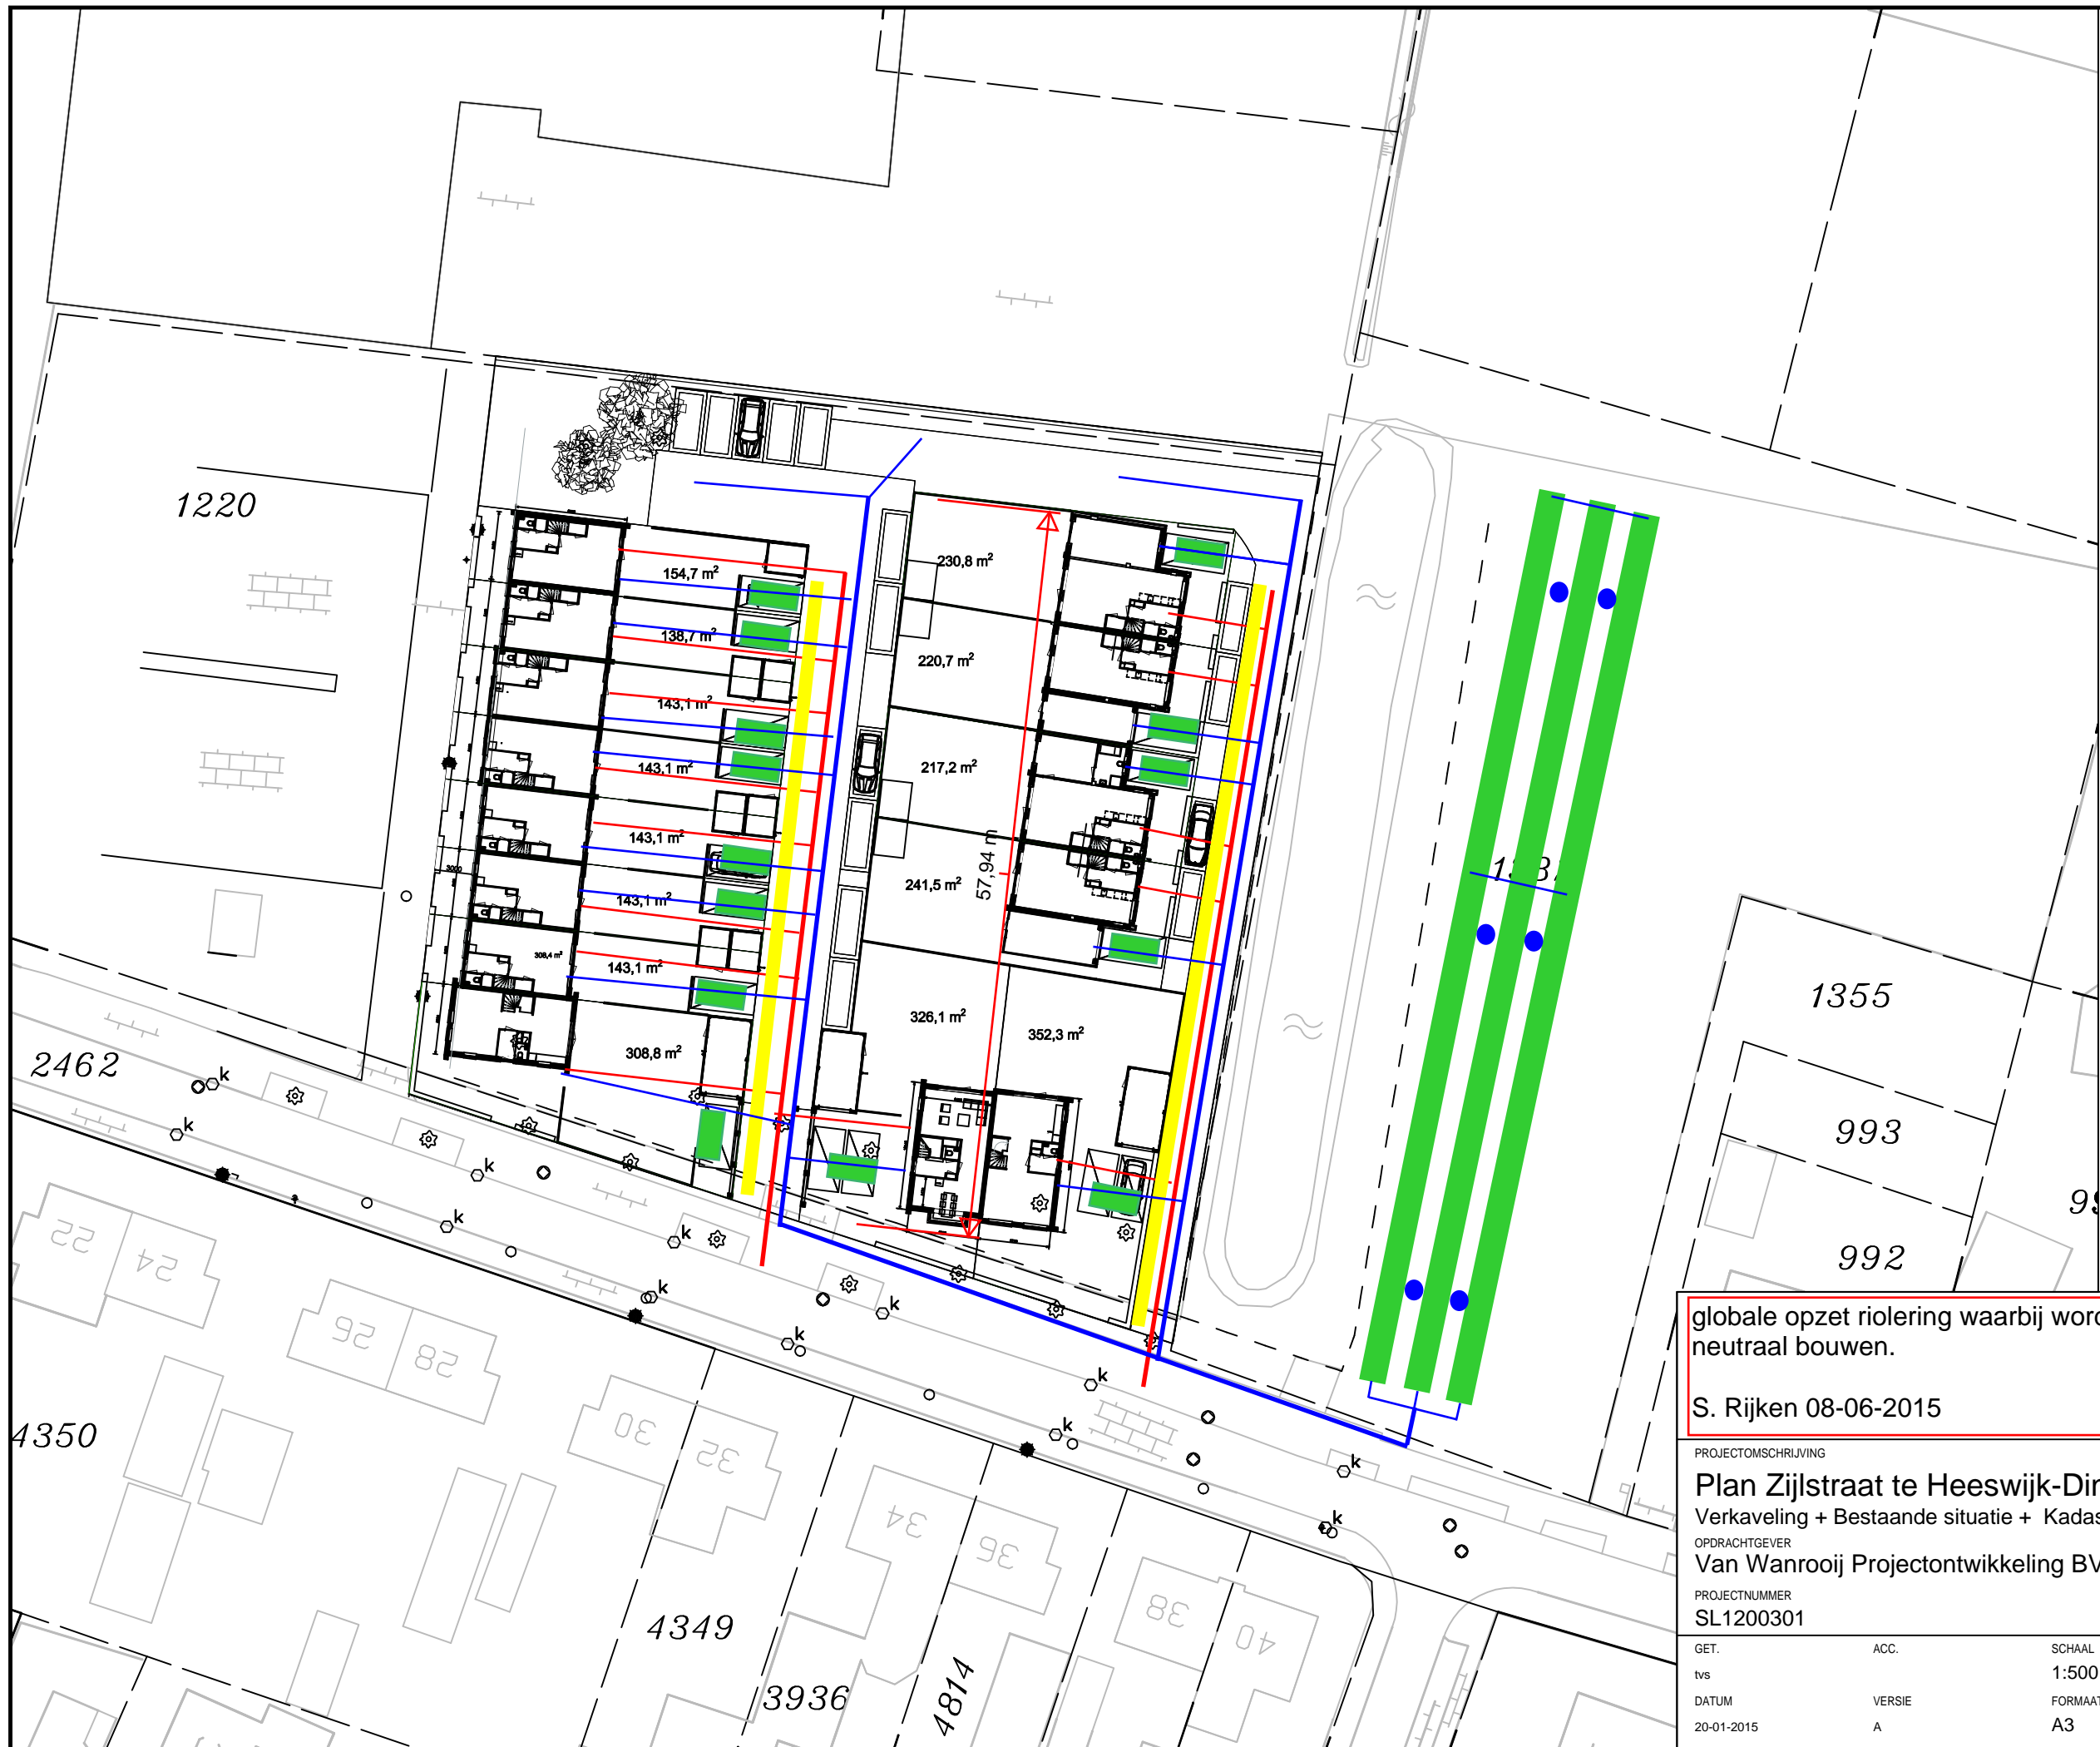 1220
154,7 m²
230,8 m²
138,7 m²
220,7 m²
143,1 m²
143,1 m²
217,2 m²
143,1 m²
57,94 m
3000
143,1 m²
241,5 m²
308,4 m²
143,1 m²
326,1 m²
352,3 m²
308,8 m²
2462
k
k
k
k
k
k
k
k
k
k
k
k
1355
993
992
22
24
26
28
30
32
34
36
38
40
4350
4349
3936
4814
globale opzet riolering waarbij
neutraal bouwen.
S. Rijken 08-06-2015
PROJECTOMSCHRIJVING
Plan Zijlstraat te
Verkaveling + Bestaande situatie +
OPDRACHTGEVER
Van Wanrooij Projectontwikkeling BV
PROJECTNUMMER
SL1200301
GET. ACC. SCHAAL
tvs 1:500
DATUM VERSIE
20-01-2015 A A3